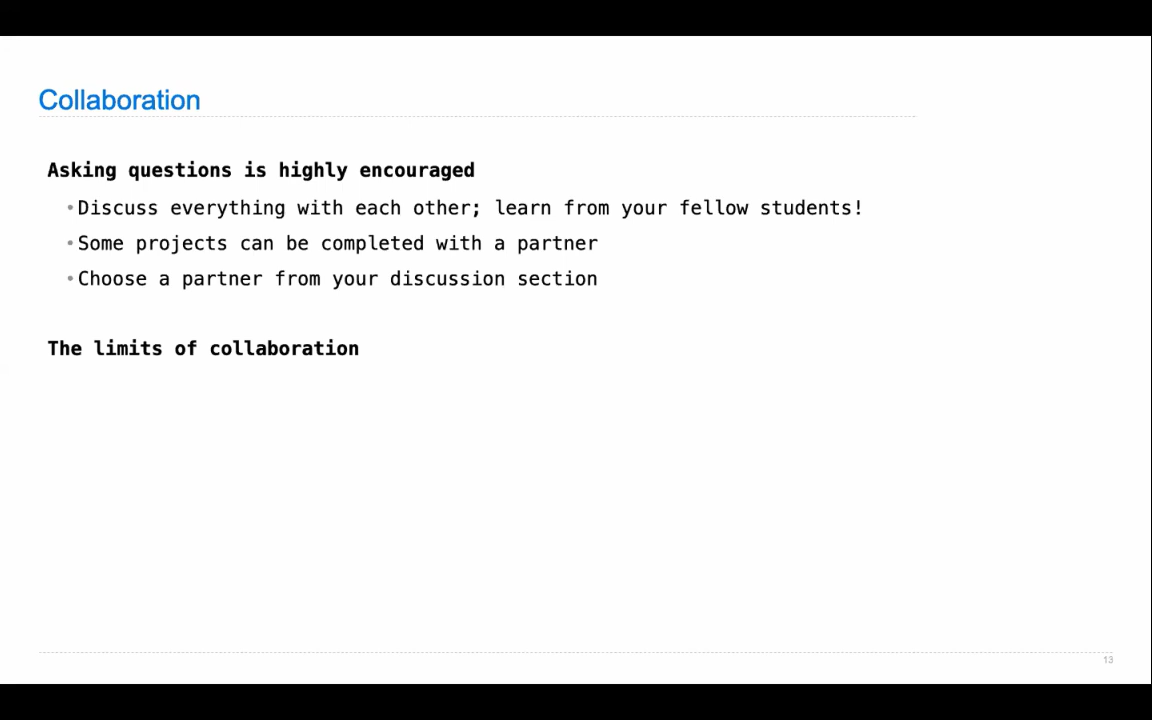 Collaboration
Asking questions is highly encouraged
•Discuss everything with each other; learn from your fellow students!
•Some projects can be completed with a partner
•Choose a partner from your discussion section
The limits of collaboration
13